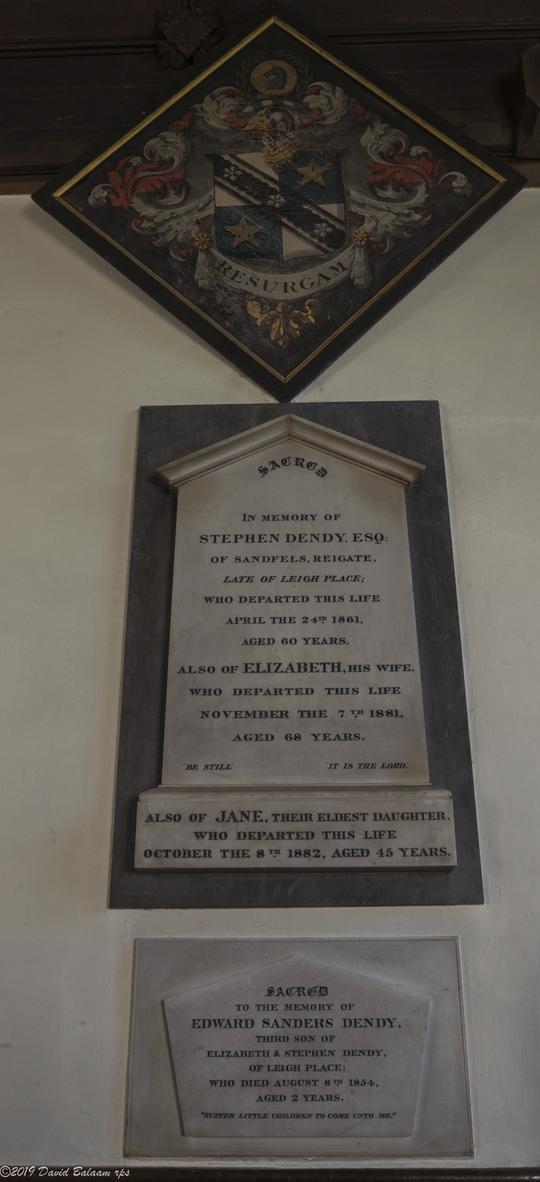 RESURGAM
SACRED
IN MEMORY OF
STEPHEN DENDY, ESQ:
OF SANDFELS, REIGATE,
LATE OF LEIGH PLACE;
WHO DEPARTED THIS LIFE
APRIL THE 24TH 1861,
AGED 60 YEARS.
ALSO OF ELIZABETH, HIS WIFE,
WHO DEPARTED THIS LIFE
NOVEMBER THE 7TH 1881,
AGED 68 YEARS.
"BE STILL" "IT IS THE LORD.
ALSO OF JANE, THEIR ELDEST DAUGHTER,
WHO DEPARTED THIS LIFE
OCTOBER THE 8TH 1882, AGED 45 YEARS.
SACRED
TO THE MEMORY OF
EDWARD SANDERS DENDY,
THIRD SON OF
ELIZABETH & STEPHEN DENDY,
OF LEIGH PLACE;
WHO DIED AUGUST 8TH 1854,
AGED 2 YEARS.
"SUFFER LITTLE CHILDREN TO COME UNTO ME."
©2019 David Balaam rps